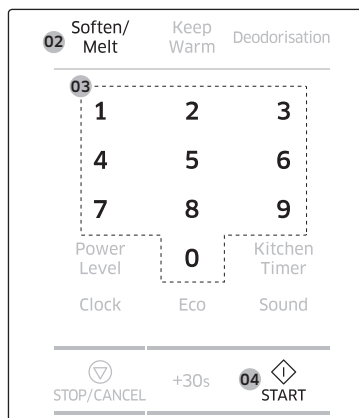 02 Soften/ Keep Deodorisation
Melt Warm
03
1 2 3
4 5 6
7 8 9
Power 0 Kitchen
Level Timer
Clock Eco Sound
STOP/CANCEL +30s 04 START